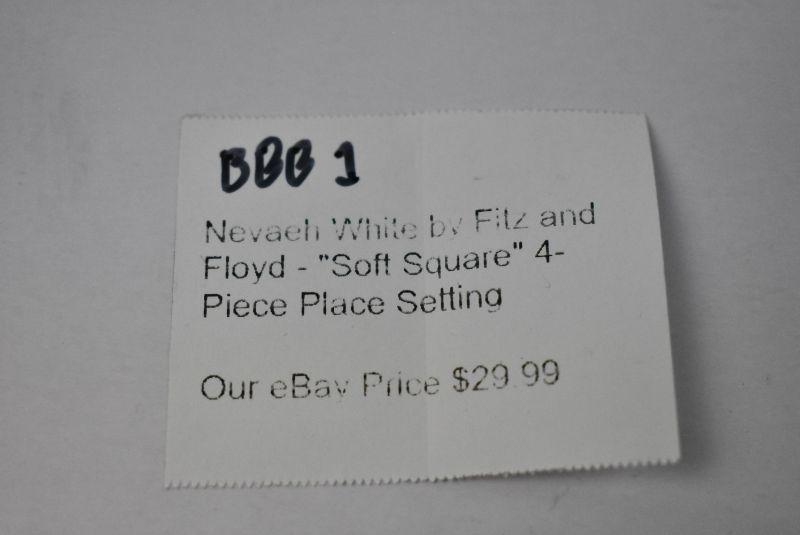 BBB 1
Nevaeh White by Fitz and
Floyd - "Soft Square" 4-
Piece Place Setting
Our eBay Price $29.99